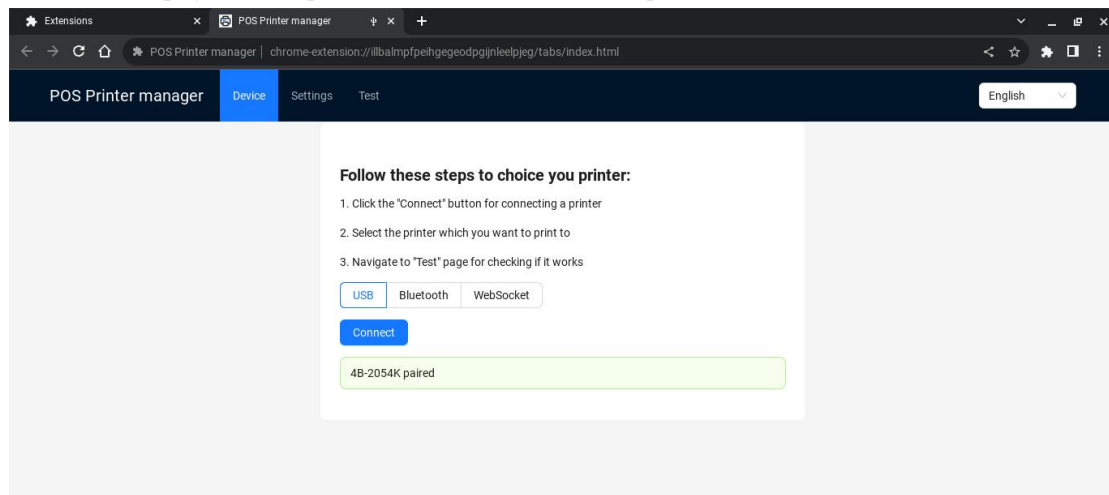 Extensions
POS Printer manager
POS Printer manager | chrome-extension://illbalmpfpeihgegeodpgijnleelpjeg/tabs/index.html
POS Printer manager Device Settings Test English
Follow these steps to choice you printer:
1. Click the "Connect" button for connecting a printer
2. Select the printer which you want to print to
3. Navigate to "Test" page for checking if it works
USB Bluetooth WebSocket
Connect
4B-2054K paired